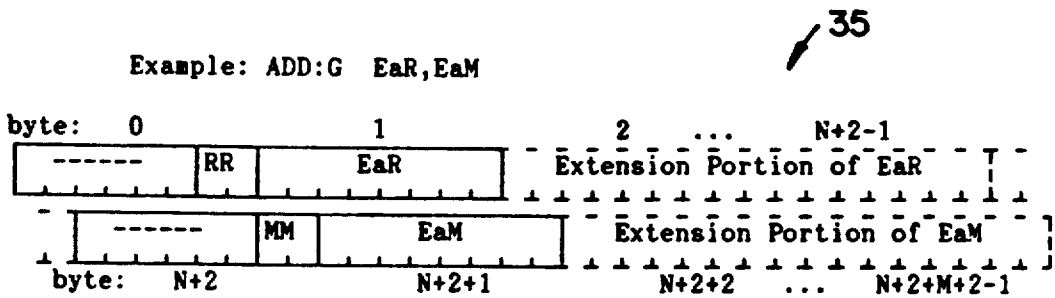 35
Example: ADD:G EaR,EaM
byte: 0 1 2 ... N+2-1
------ RR EaR Extension Portion of EaR
------ MM EaM Extension Portion of EaM
byte: N+2 N+2+1 N+2+2 ... N+2+M+2-1